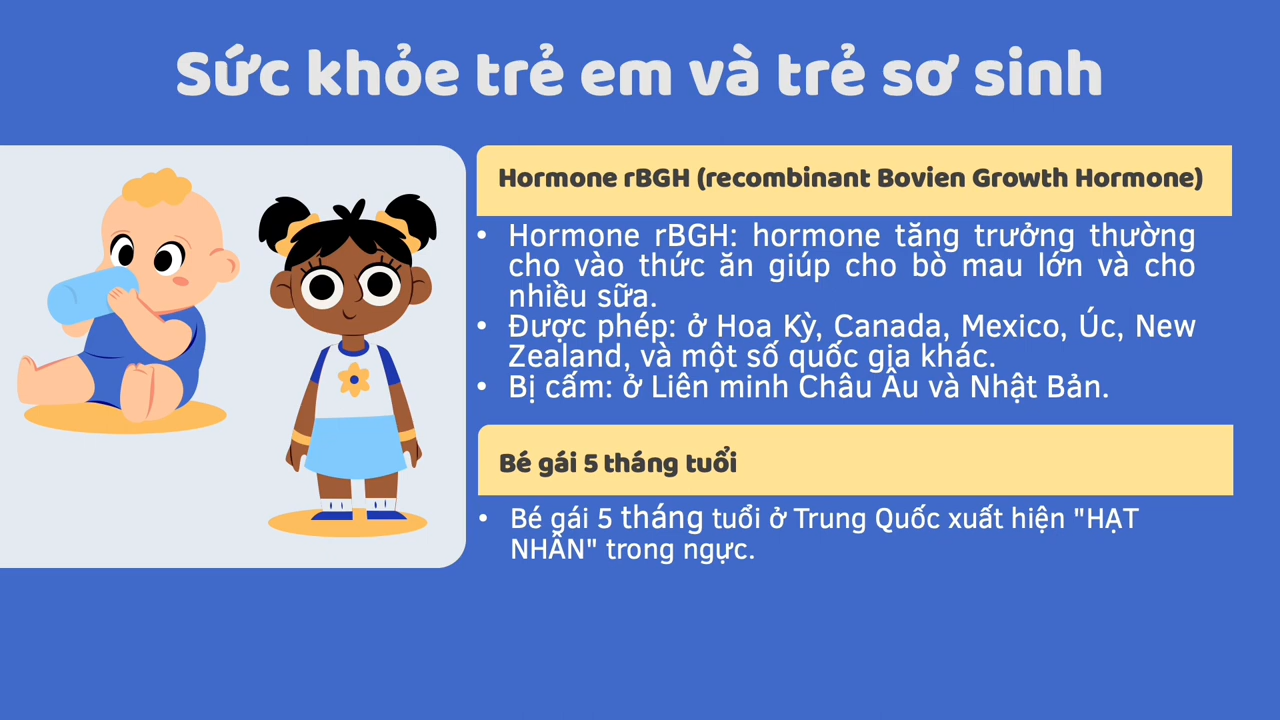 Sức khỏe trẻ em và trẻ sơ sinh
Hormone rBGH (recombinant Bovien Growth Hormone)
• Hormone rBGH: hormone tăng trưởng thường
cho vào thức ăn giúp cho bò mau lớn và cho
nhiều sữa.
• Được phép: ở Hoa Kỳ, Canada, Mexico, Úc, New
Zealand, và một số quốc gia khác.
• Bị cấm: ở Liên minh Châu Âu và Nhật Bản.
Bé gái 5 tháng tuổi
• Bé gái 5 tháng tuổi ở Trung Quốc xuất hiện "HẠT
NHÂN" trong ngực.